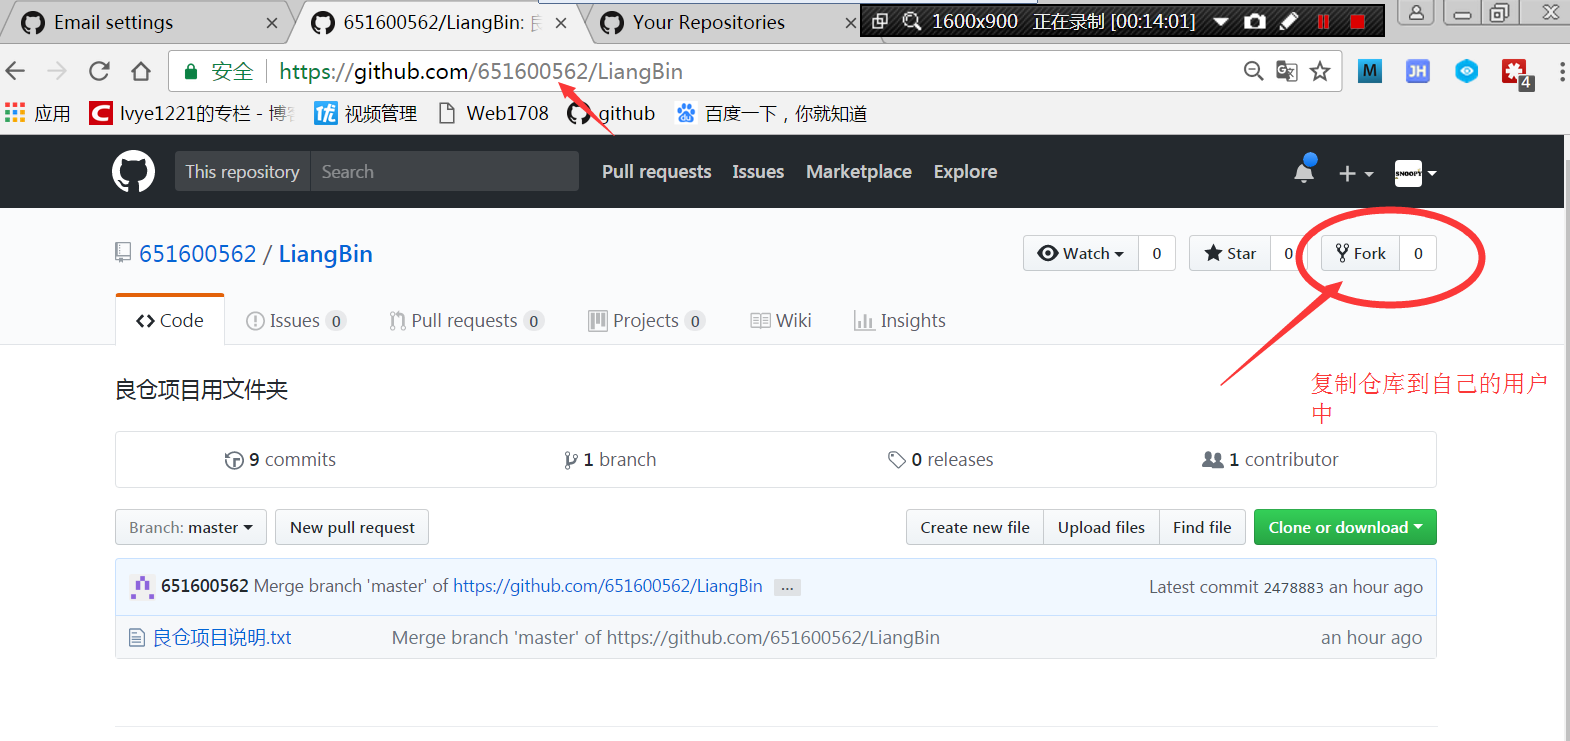 Email settings
651600562/LiangBin:
Your Repositories
1600x900 正在录制 [00:14:01]
安全
https://github.com/651600562/LiangBin
M
JH
4
应用
lvye1221的专栏 - 博
优 视频管理
Web1708
github
du 百度一下，你就知道
This repository
Search
Pull requests
Issues
Marketplace
Explore
SNOOPY
651600562 / LiangBin
Watch 0
Star 0
Fork 0
Code
Issues 0
Pull requests 0
Projects 0
Wiki
Insights
良仓项目用文件夹
复制仓库到自己的用户
中
9 commits
1 branch
0 releases
1 contributor
Branch: master
New pull request
Create new file
Upload files
Find file
Clone or download
651600562 Merge branch 'master' of https://github.com/651600562/LiangBin ...
Latest commit 2478883 an hour ago
良仓项目说明.txt
Merge branch 'master' of https://github.com/651600562/LiangBin
an hour ago